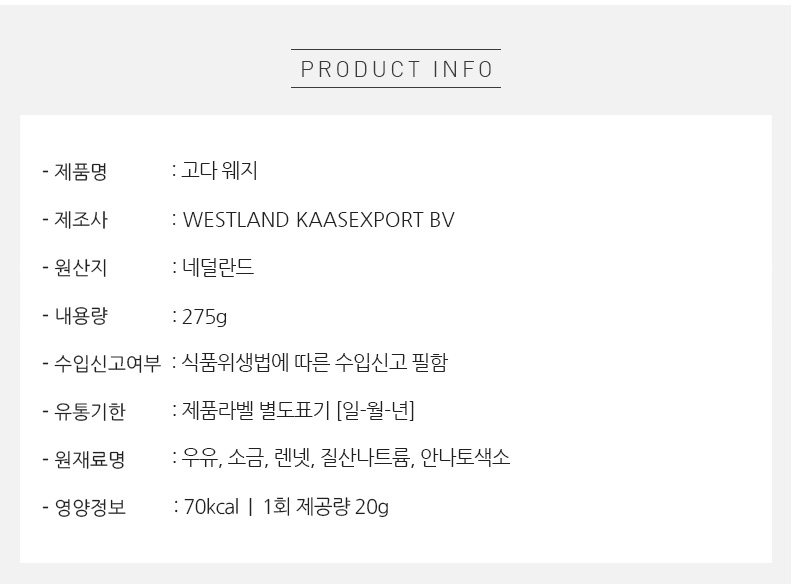 PRODUCT INFO
- 제품명 : 고다 웨지
- 제조사 : WESTLAND KAASEXPORT BV
- 원산지 : 네덜란드
- 내용량 : 275g
- 수입신고여부 : 식품위생법에 따른 수입신고 필함
- 유통기한 : 제품라벨 별도표기 [일-월-년]
- 원재료명 : 우유, 소금, 렌넷, 질산나트륨, 안나토색소
- 영양정보 : 70kcal | 1회 제공량 20g